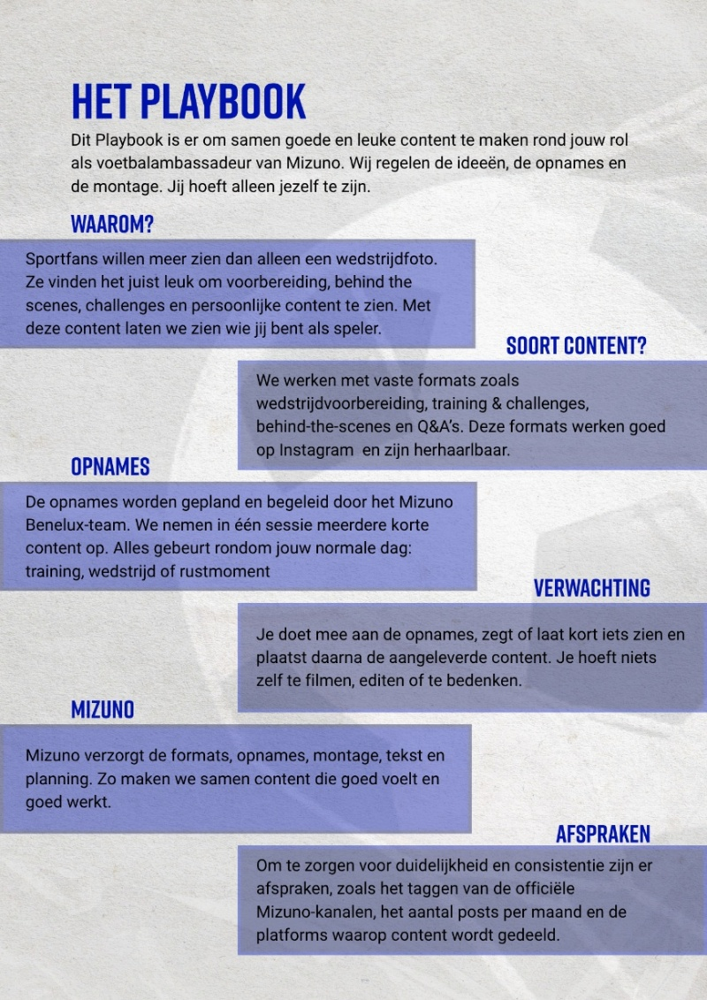 HET PLAYBOOK
Dit Playbook is er om samen goede en leuke content te maken rond jouw rol
als voetbalambassadeur van Mizuno. Wij regelen de ideeën, de opnames en
de montage. Jij hoeft alleen jezelf te zijn.
WAAROM?
Sportfans willen meer zien dan alleen een wedstrijdfoto.
Ze vinden het juist leuk om voorbereiding, behind the
scenes, challenges en persoonlijke content te zien. Met
deze content laten we zien wie jij bent als speler.
SOORT CONTENT?
We werken met vaste formats zoals
wedstrijdvoorbereiding, training & challenges,
behind-the-scenes en Q&A's. Deze formats werken goed
op Instagram  en zijn herhaarlbaar.
OPNAMES
De opnames worden gepland en begeleid door het Mizuno
Benelux-team. We nemen in één sessie meerdere korte
content op. Alles gebeurt rondom jouw normale dag:
training, wedstrijd of rustmoment
VERWACHTING
Je doet mee aan de opnames, zegt of laat kort iets zien en
plaatst daarna de aangeleverde content. Je hoeft niets
zelf te filmen, editen of te bedenken.
MIZUNO
Mizuno verzorgt de formats, opnames, montage, tekst en
planning. Zo maken we samen content die goed voelt en
goed werkt.
AFSPRAKEN
Om te zorgen voor duidelijkheid en consistentie zijn er
afspraken, zoals het taggen van de officiële
Mizuno-kanalen, het aantal posts per maand en de
platforms waarop content wordt gedeeld.